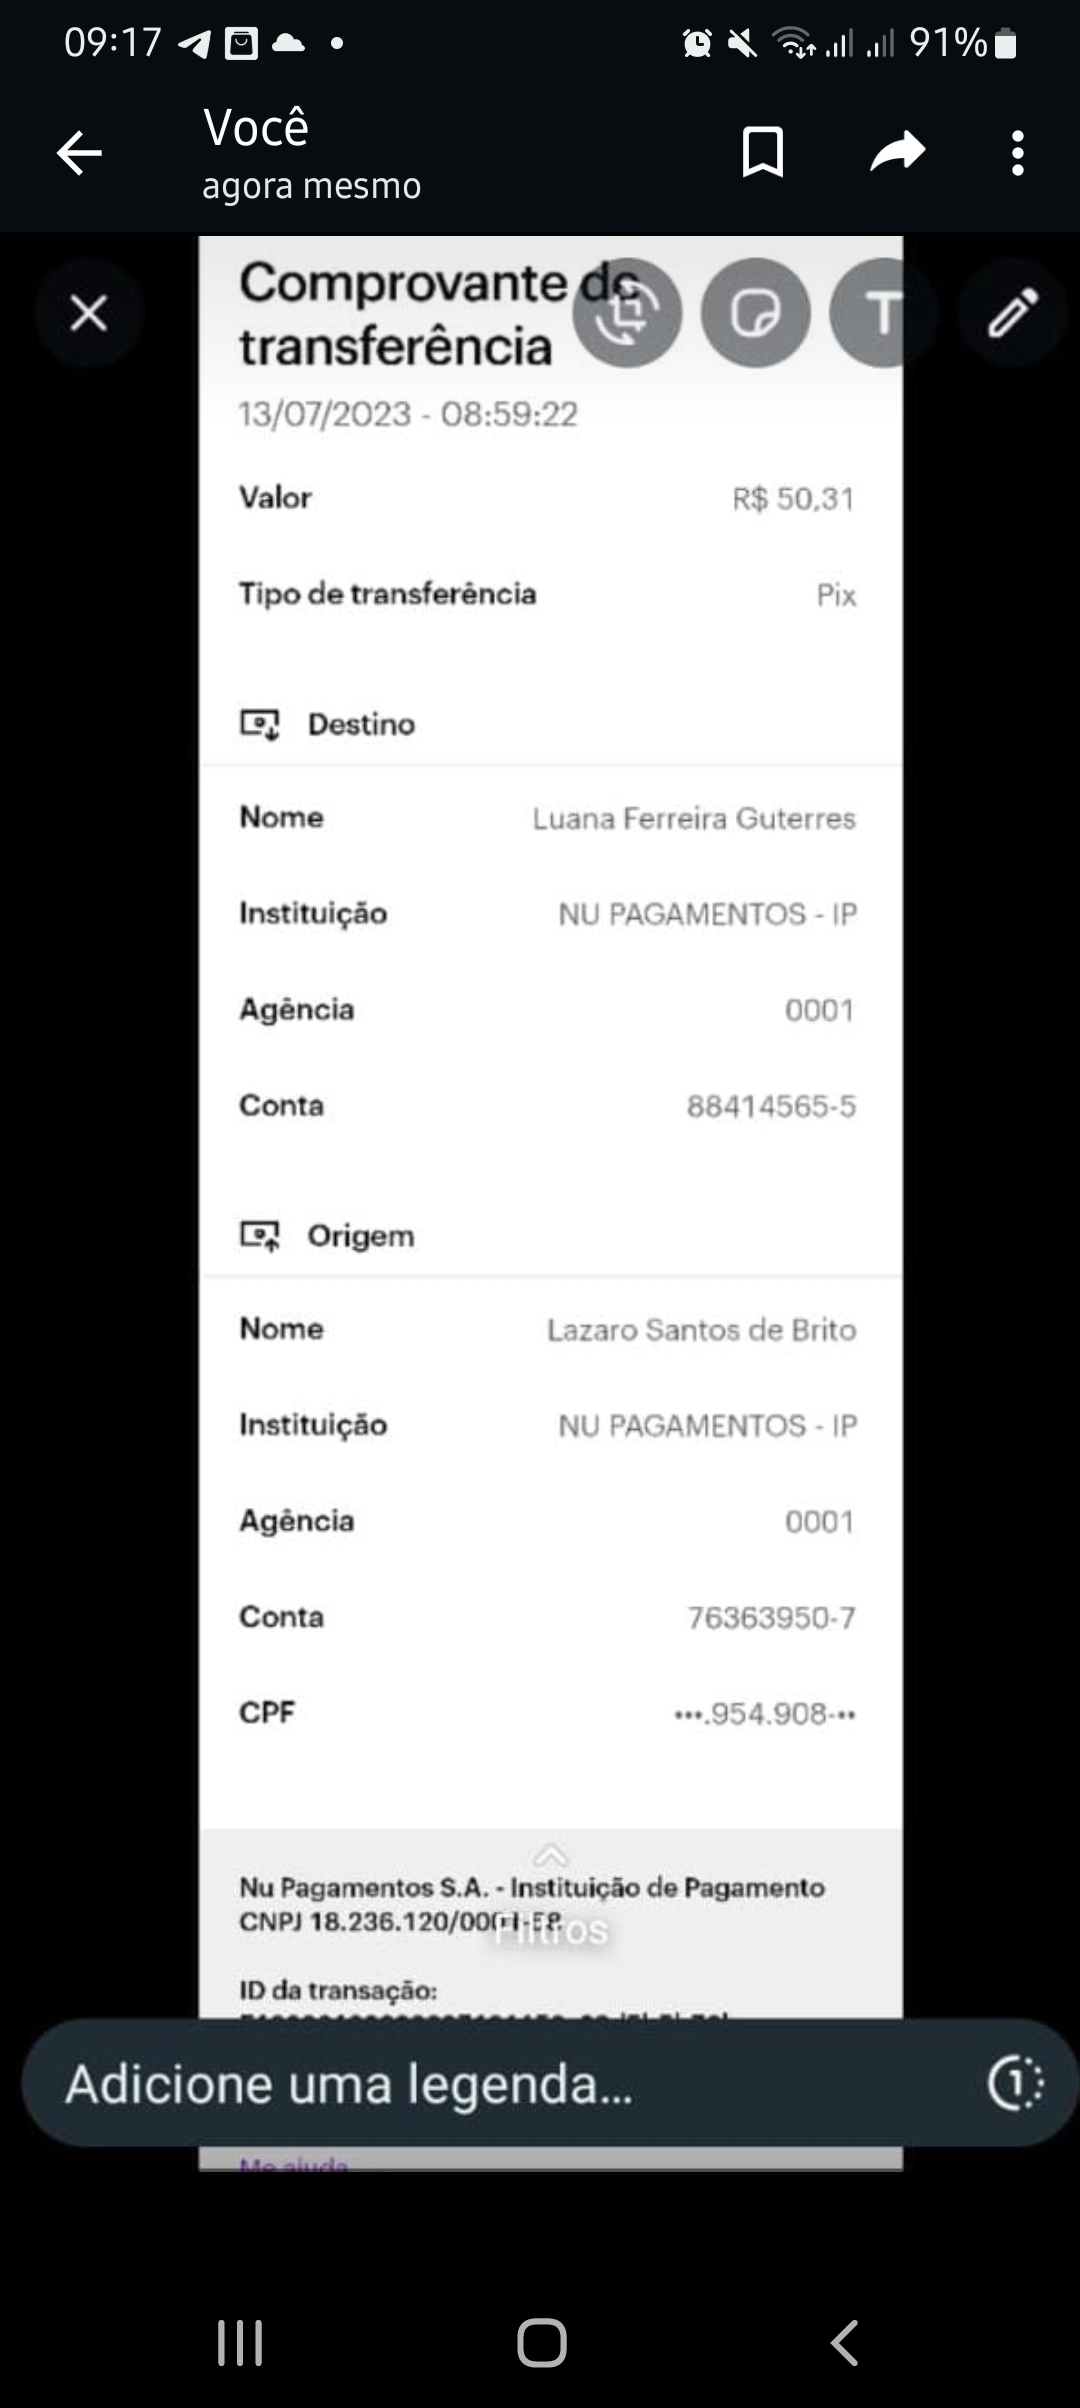 09:17
91%
Você
agora mesmo
Comprovante de
transferência
T
13/07/2023 - 08:59:22
Valor R$ 50,31
Tipo de transferência Pix
Destino
Nome Luana Ferreira Guterres
Instituição NU PAGAMENTOS - IP
Agência 0001
Conta 88414565-5
Origem
Nome Lazaro Santos de Brito
Instituição NU PAGAMENTOS - IP
Agência 0001
Conta 76363950-7
CPF •••.954.908-••
Nu Pagamentos S.A. - Instituição de Pagamento
CNPJ 18.236.120/0001-58
Filtros
ID da transação:
Adicione uma legenda...
1
Me ajuda